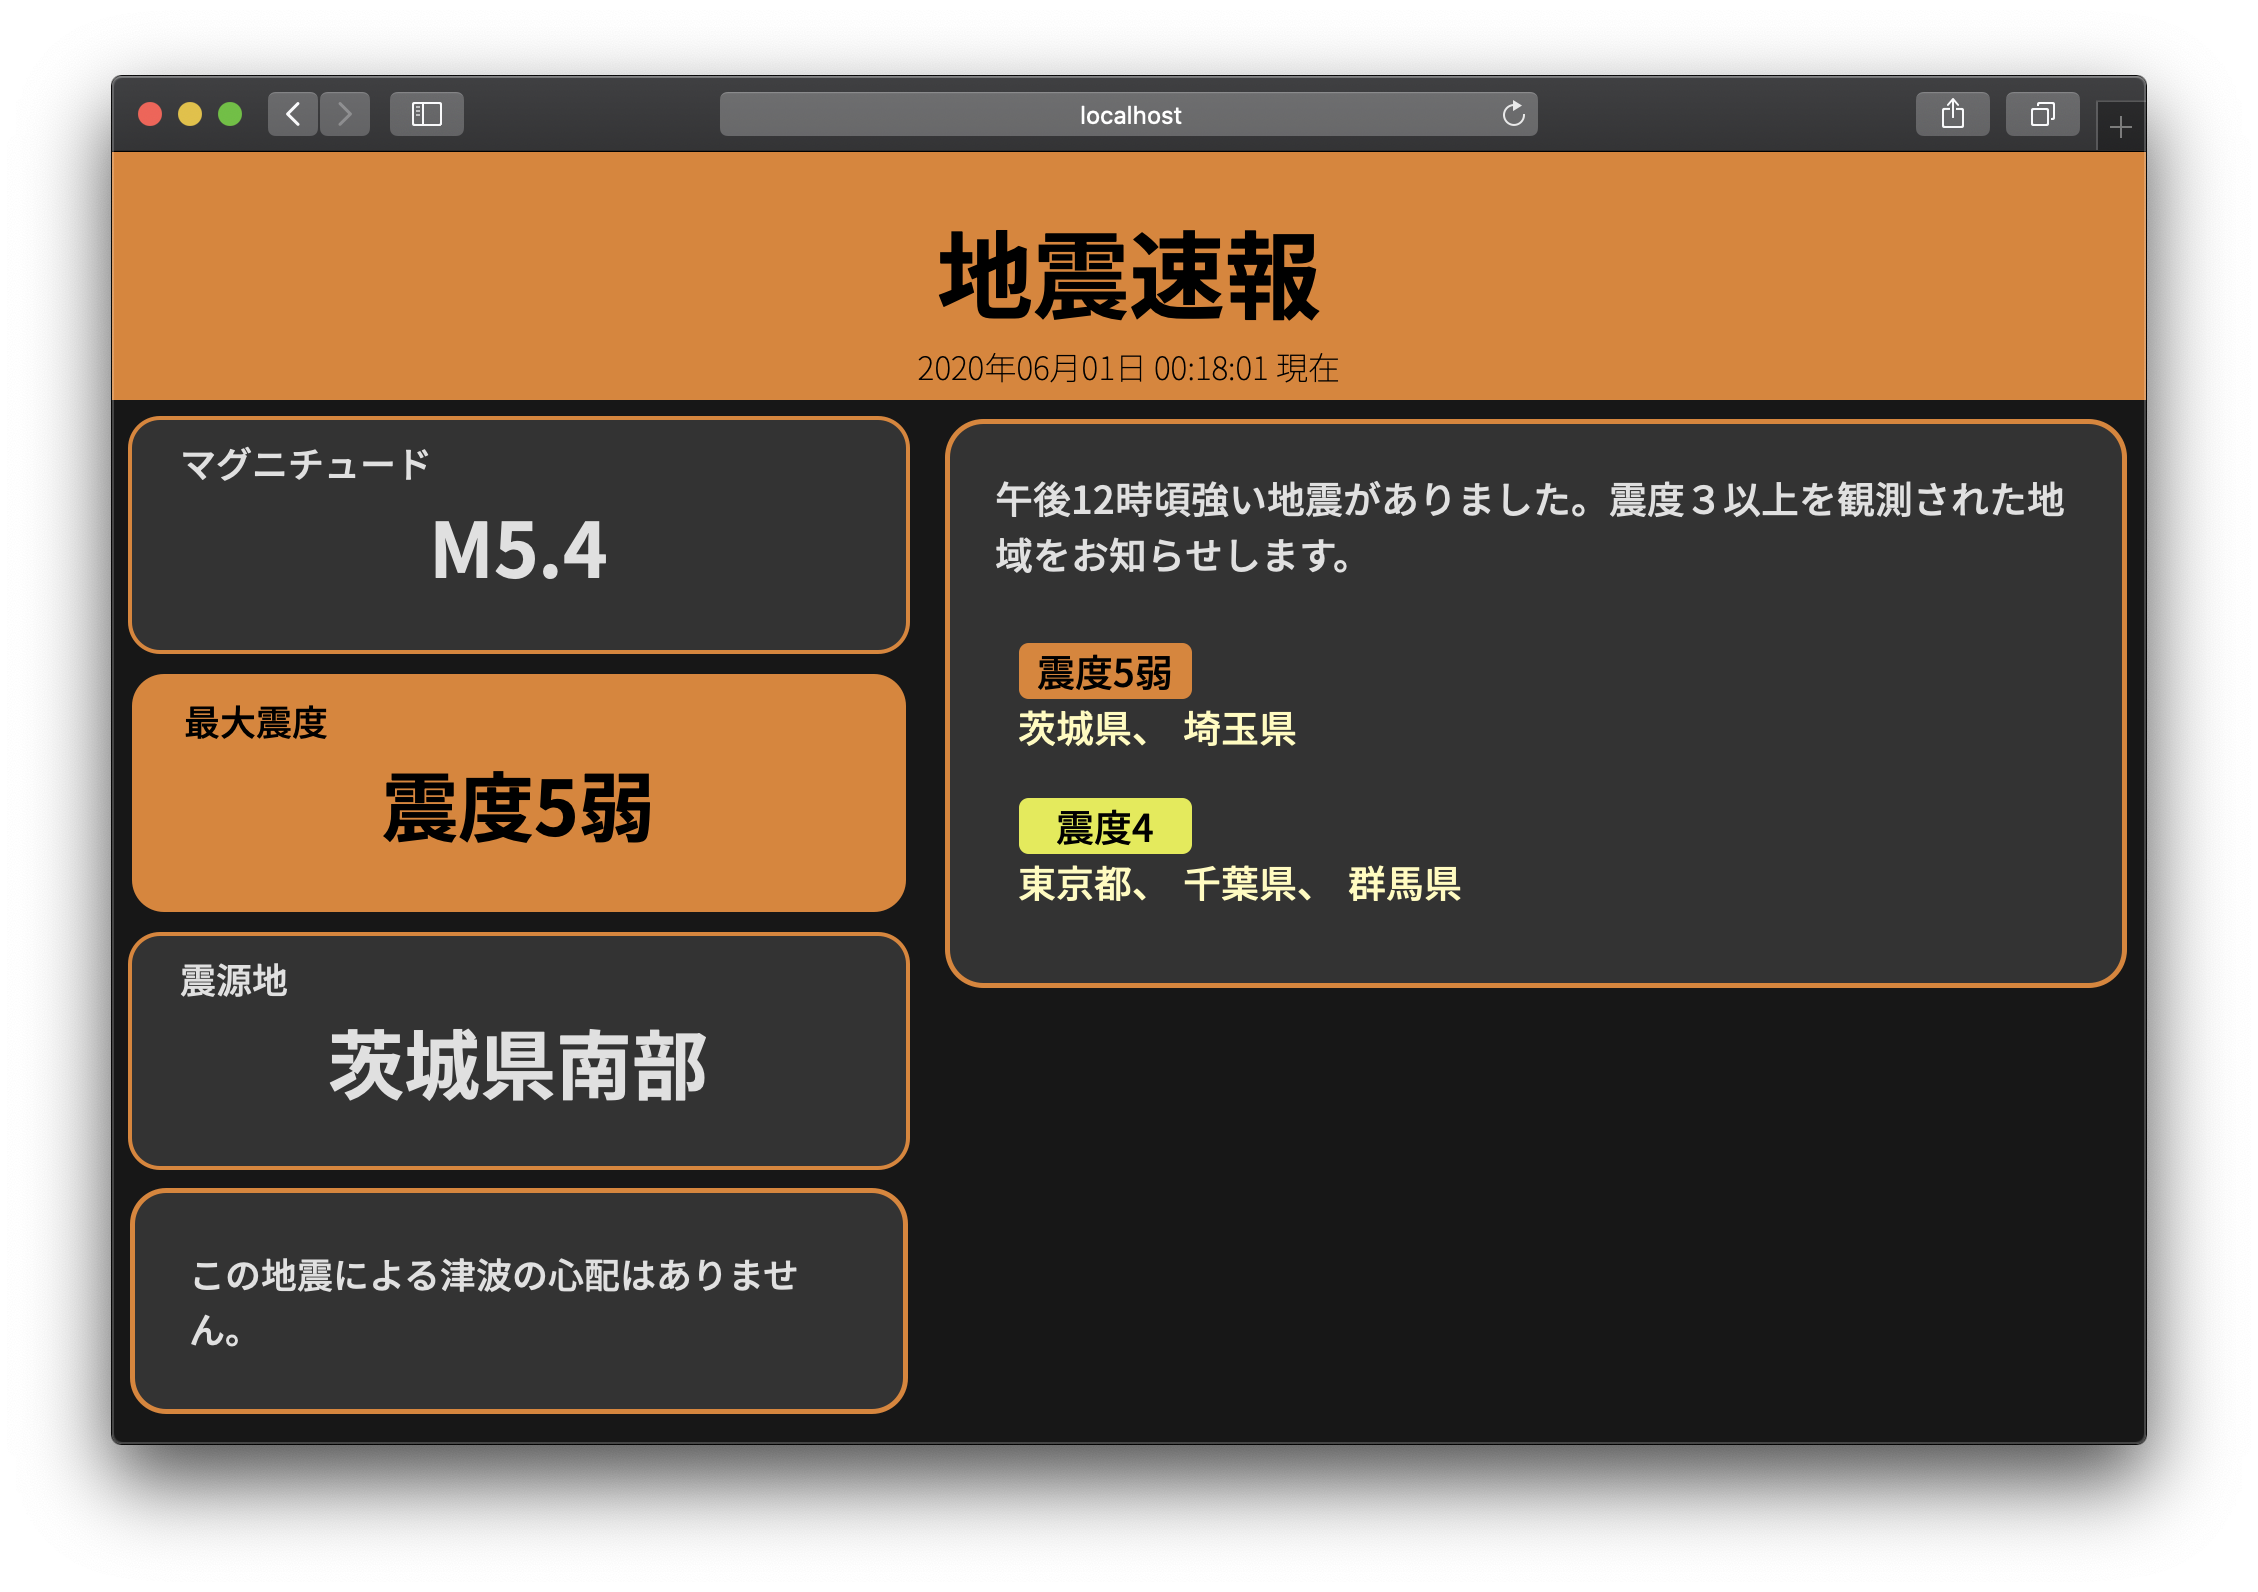 localhost
地震速報
2020年06月01日 00:18:01 現在
マグニチュード
M5.4
最大震度
震度5弱
震源地
茨城県南部
この地震による津波の心配はありませ
ん。
午後12時頃強い地震がありました。震度３以上を観測された地
域をお知らせします。
震度5弱
茨城県、 埼玉県
震度4
東京都、 千葉県、 群馬県